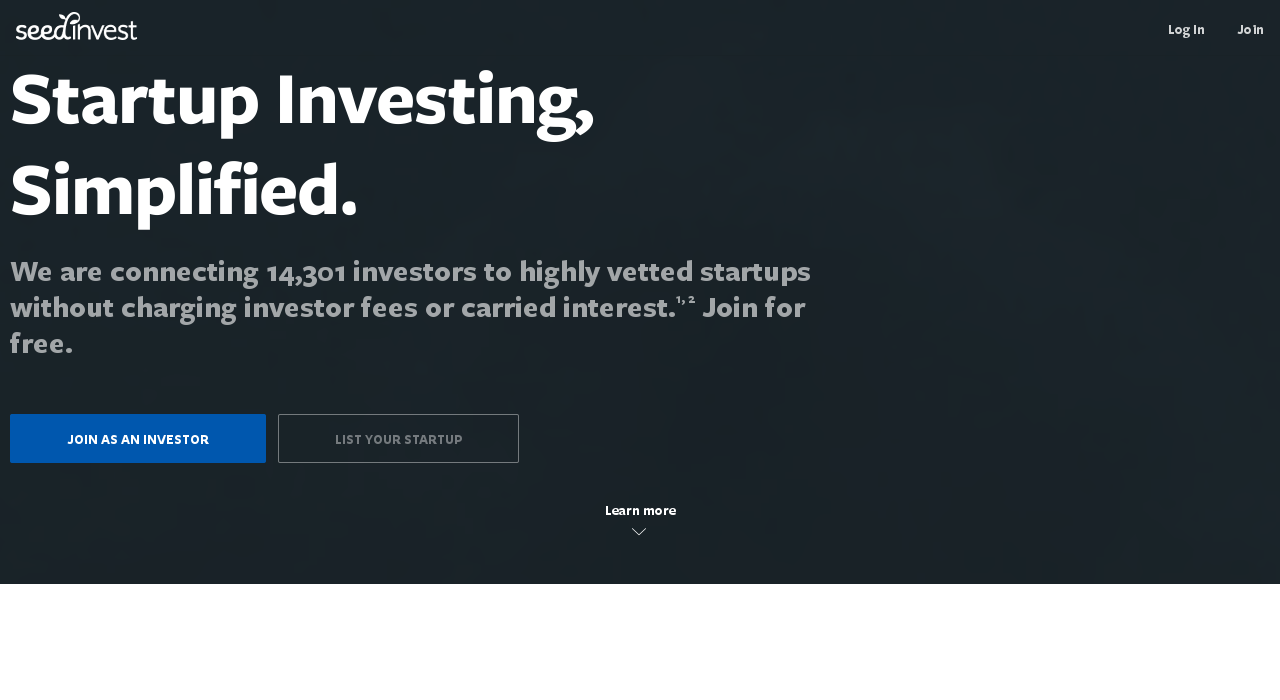 seedinvest
Log In
Join
Startup Investing,
Simplified.
We are connecting 14,301 investors to highly vetted startups
without charging investor fees or carried interest.¹,² Join for
free.
JOIN AS AN INVESTOR
LIST YOUR STARTUP
Learn more